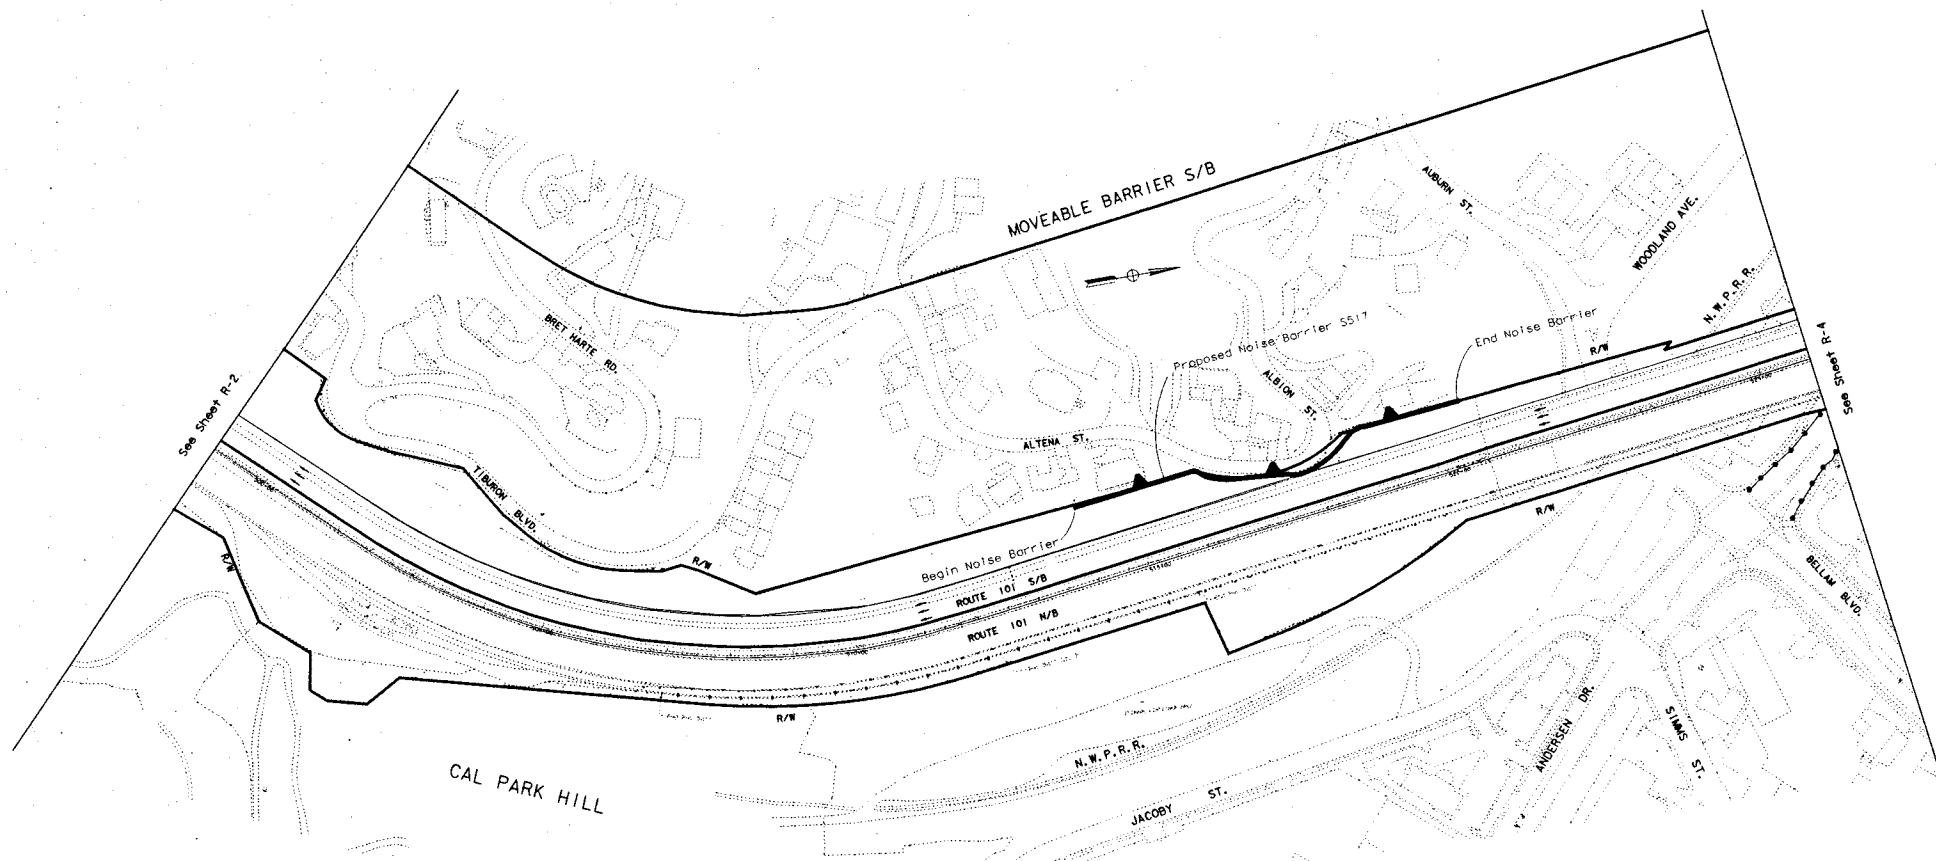 MOVEABLE BARRIER S/B
AUBURN ST.
WOODLAND AVE.
N.W.P.R.R.
See Sheet R-2
BRET HARTE RD.
Proposed Noise Barrier S517
End Noise Barrier
R/W
See Sheet R-4
ALBION ST.
ALTENA ST.
TIBURON BLVD.
R/W
R/W
Begin Noise Barrier
ROUTE 101 S/B
ROUTE 101 N/B
R/W
BELLAM BLVD.
R/W
CAL PARK HILL
N.W.P.R.R.
JACOBY ST.
ANDERSEN DR.
SIMMS ST.